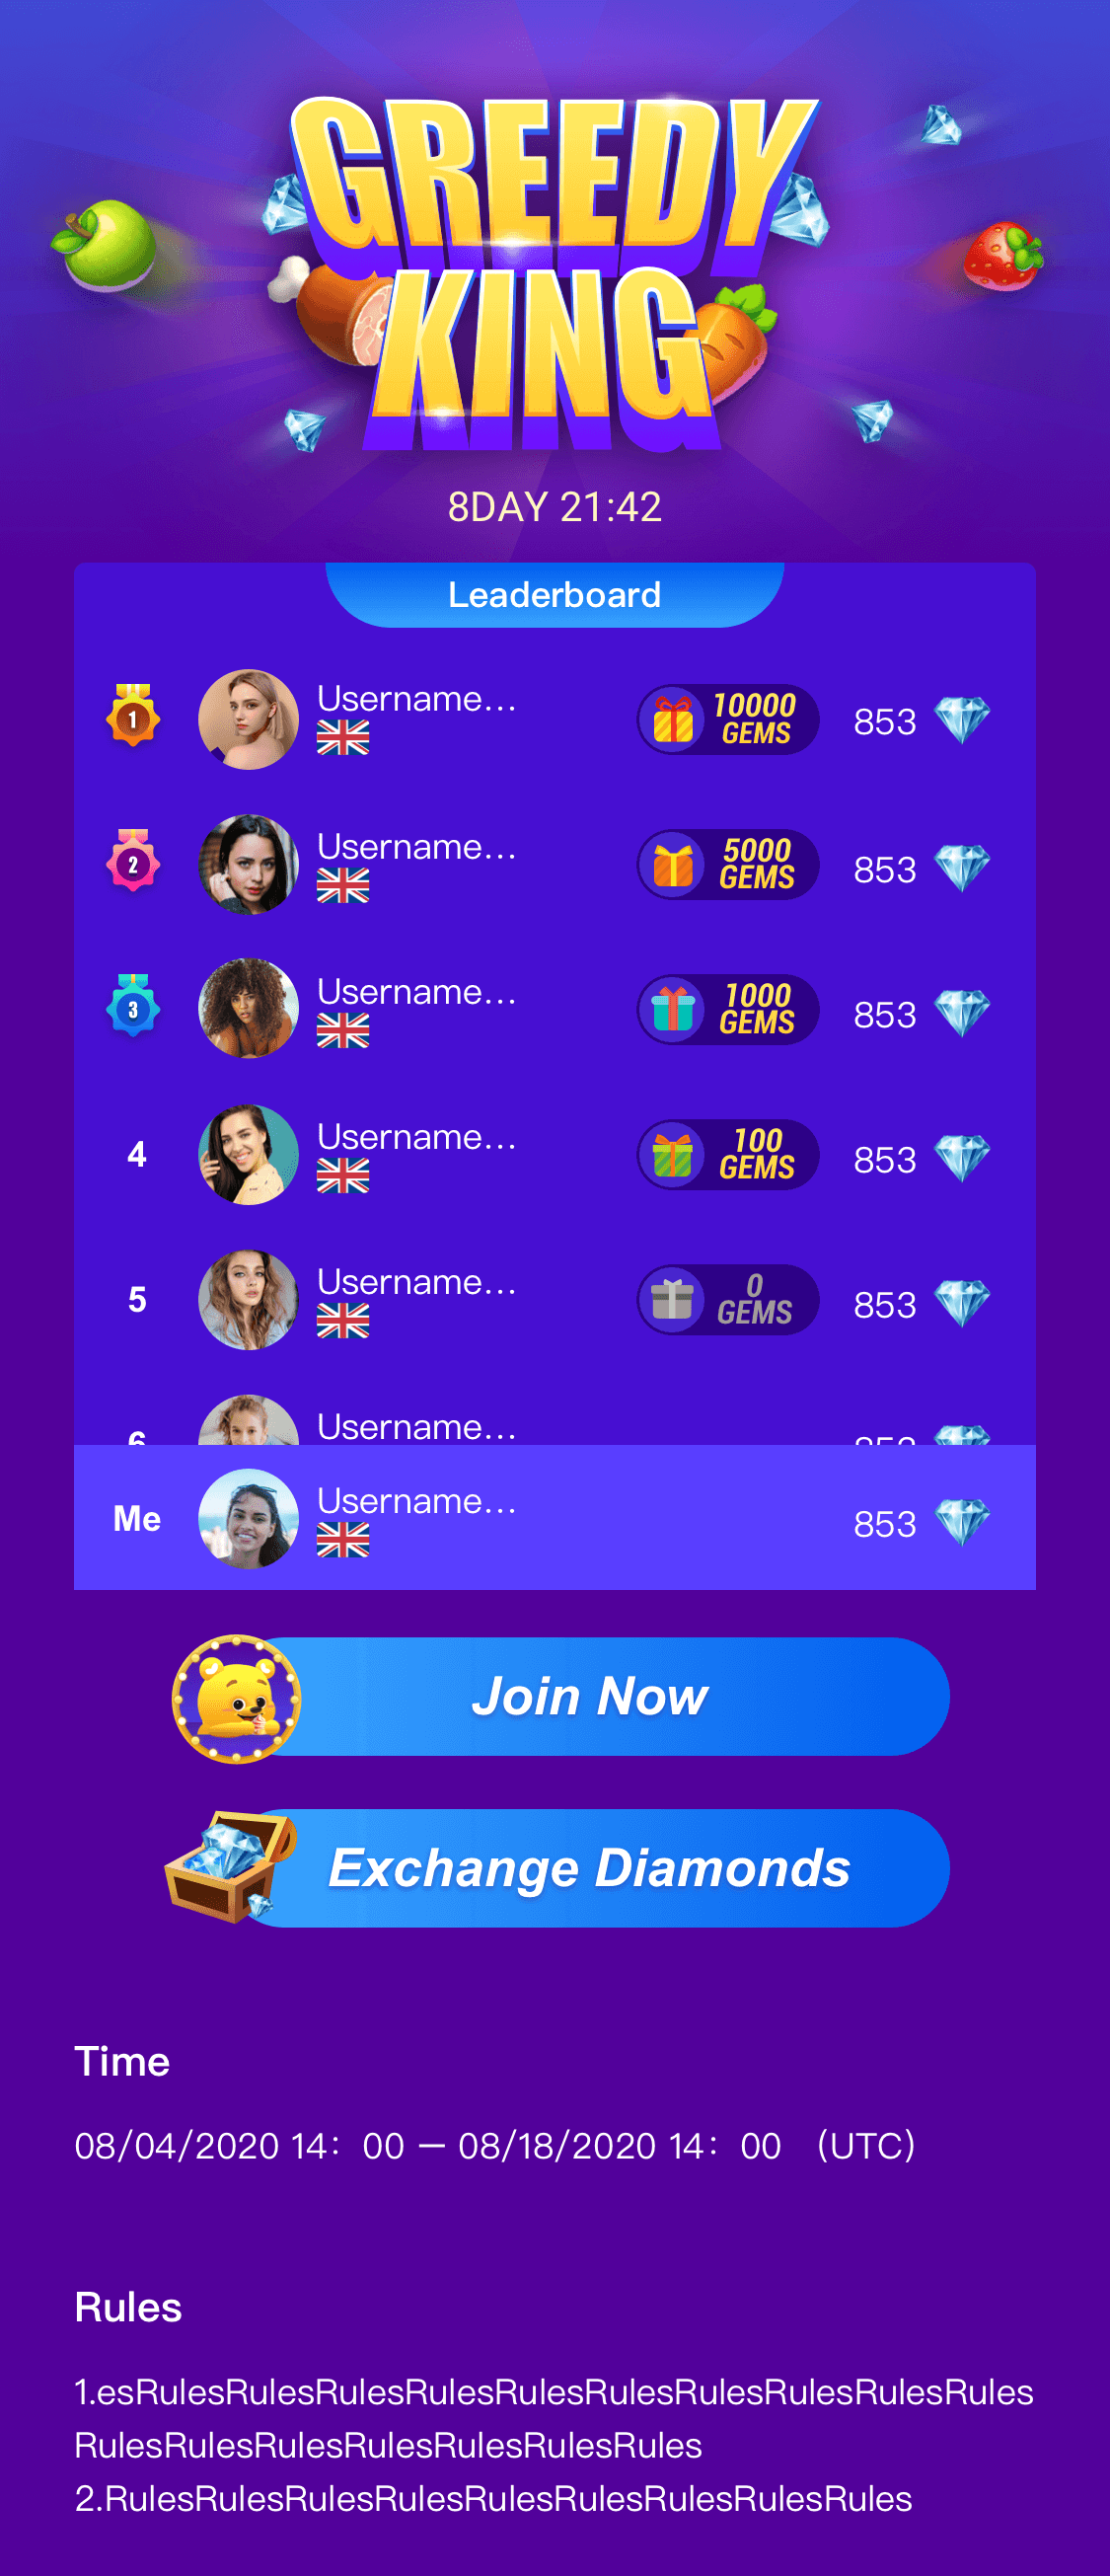 GREEDY
KING
8DAY 21:42
Leaderboard
1
Username...
10000
GEMS
853
2
Username...
5000
GEMS
853
3
Username...
1000
GEMS
853
4
Username...
100
GEMS
853
5
Username...
0
GEMS
853
6
Username...
853
Me
Username...
853
Join Now
Exchange Diamonds
Time
08/04/2020 14：00 — 08/18/2020 14：00 （UTC）
Rules
1.esRulesRulesRulesRulesRulesRulesRulesRulesRulesRules
RulesRulesRulesRulesRulesRulesRules
2.RulesRulesRulesRulesRulesRulesRulesRulesRules